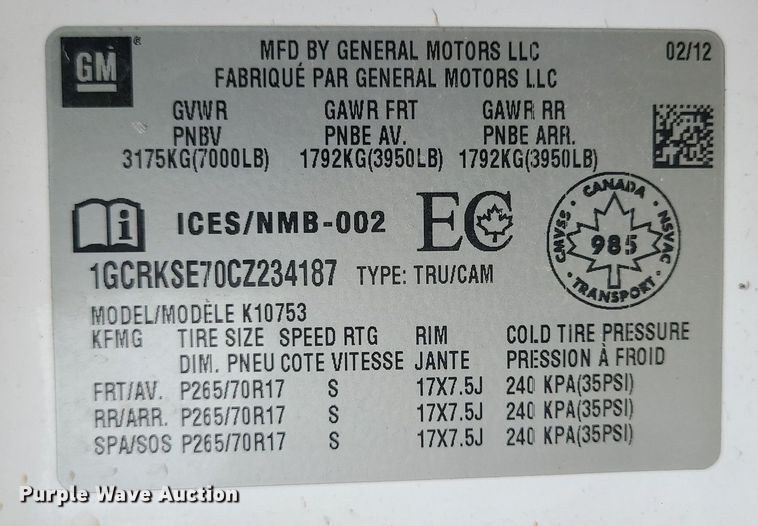 GM
MFD BY GENERAL MOTORS LLC 02/12
FABRIQUÉ PAR GENERAL MOTORS LLC
GVWR GAWR FRT GAWR RR
PNBV PNBE AV. PNBE ARR.
3175KG(7000LB) 1792KG(3950LB) 1792KG(3950LB)
i ICES/NMB-002 EC
CANADA
CMVSS 985 NSVAC
TRANSPORT
1GCRKSE70CZ234187 TYPE: TRU/CAM
MODEL/MODÈLE K10753
KFMG TIRE SIZE SPEED RTG RIM COLD TIRE PRESSURE
DIM. PNEU COTE VITESSE JANTE PRESSION À FROID
FRT/AV. P265/70R17 S 17X7.5J 240 KPA(35PSI)
RR/ARR. P265/70R17 S 17X7.5J 240 KPA(35PSI)
SPA/SOS P265/70R17 S 17X7.5J 240 KPA(35PSI)
Purple Wave Auction